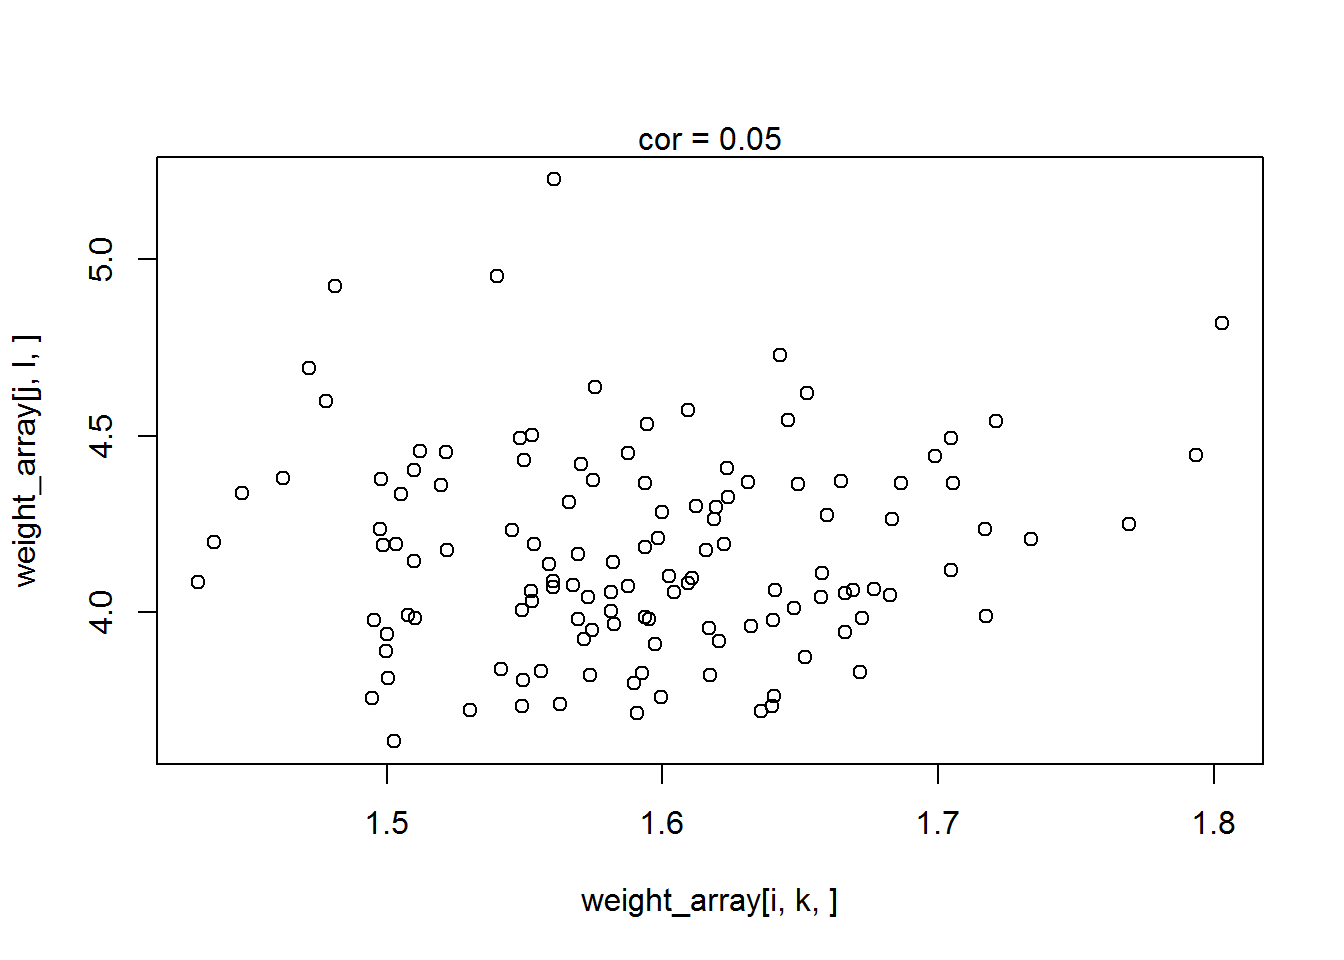 cor = 0.05
5.0
4.5
4.0
weight_array[j, l, ]
1.5 1.6 1.7 1.8
weight_array[i, k, ]